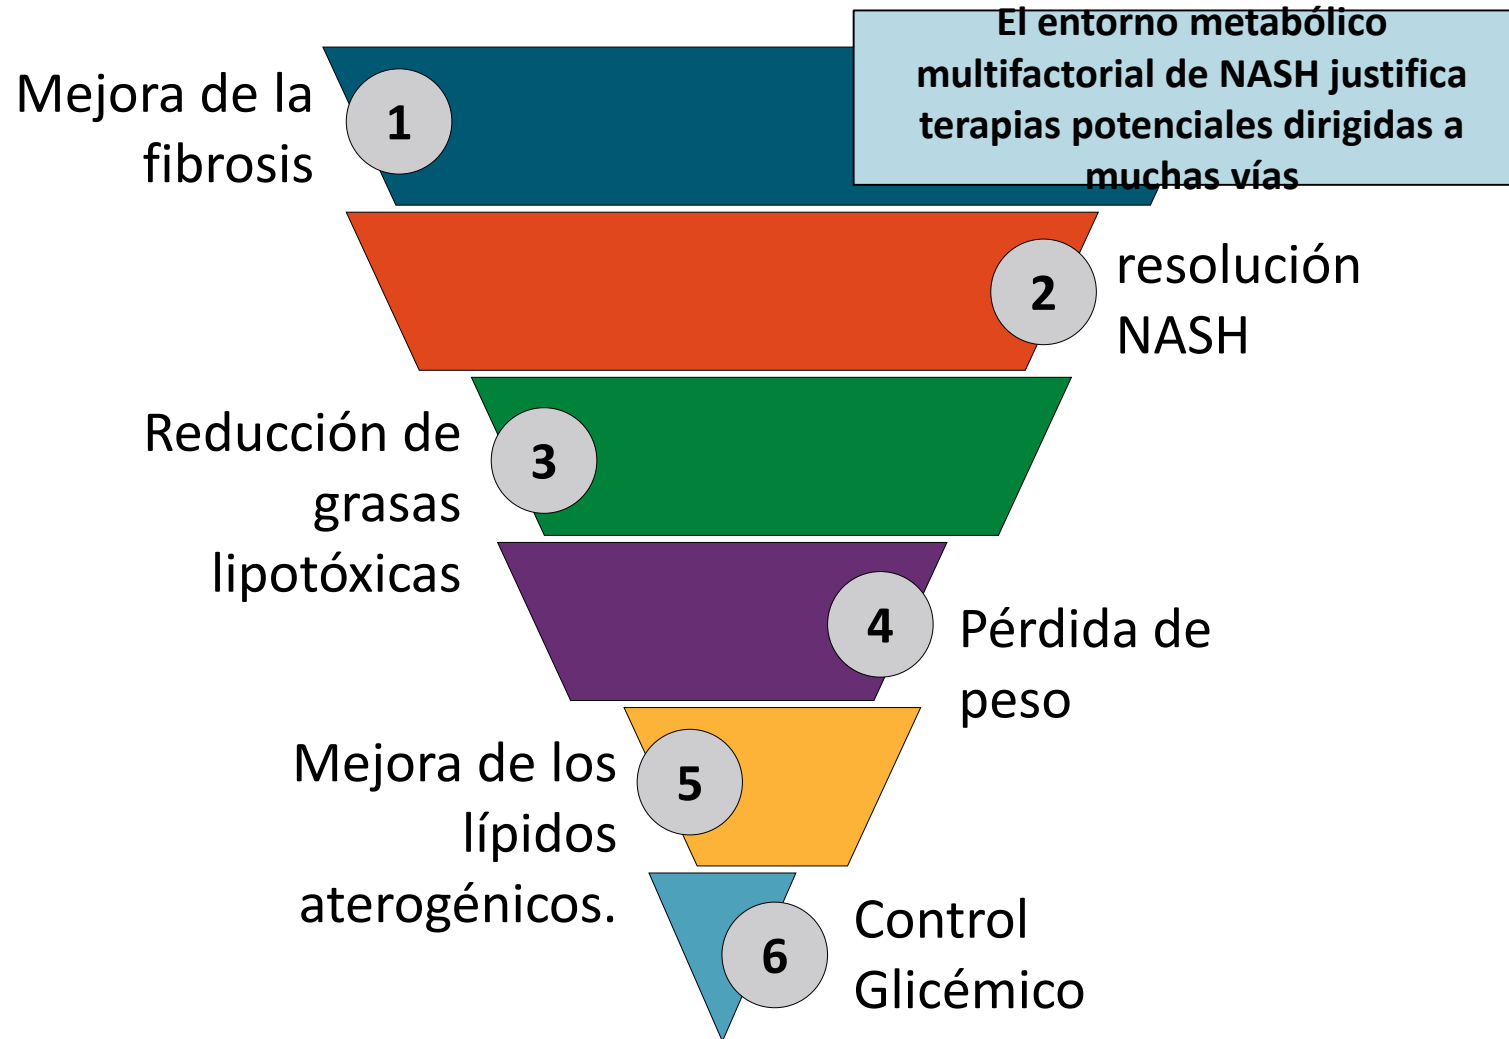 El entorno metabólico
multifactorial de NASH justifica
terapias potenciales dirigidas a
muchas vías
Mejora de la
fibrosis
1
2
resolución
NASH
Reducción de
grasas
lipotóxicas
3
4
Pérdida de
peso
Mejora de los
lípidos
aterogénicos.
5
6
Control
Glicémico